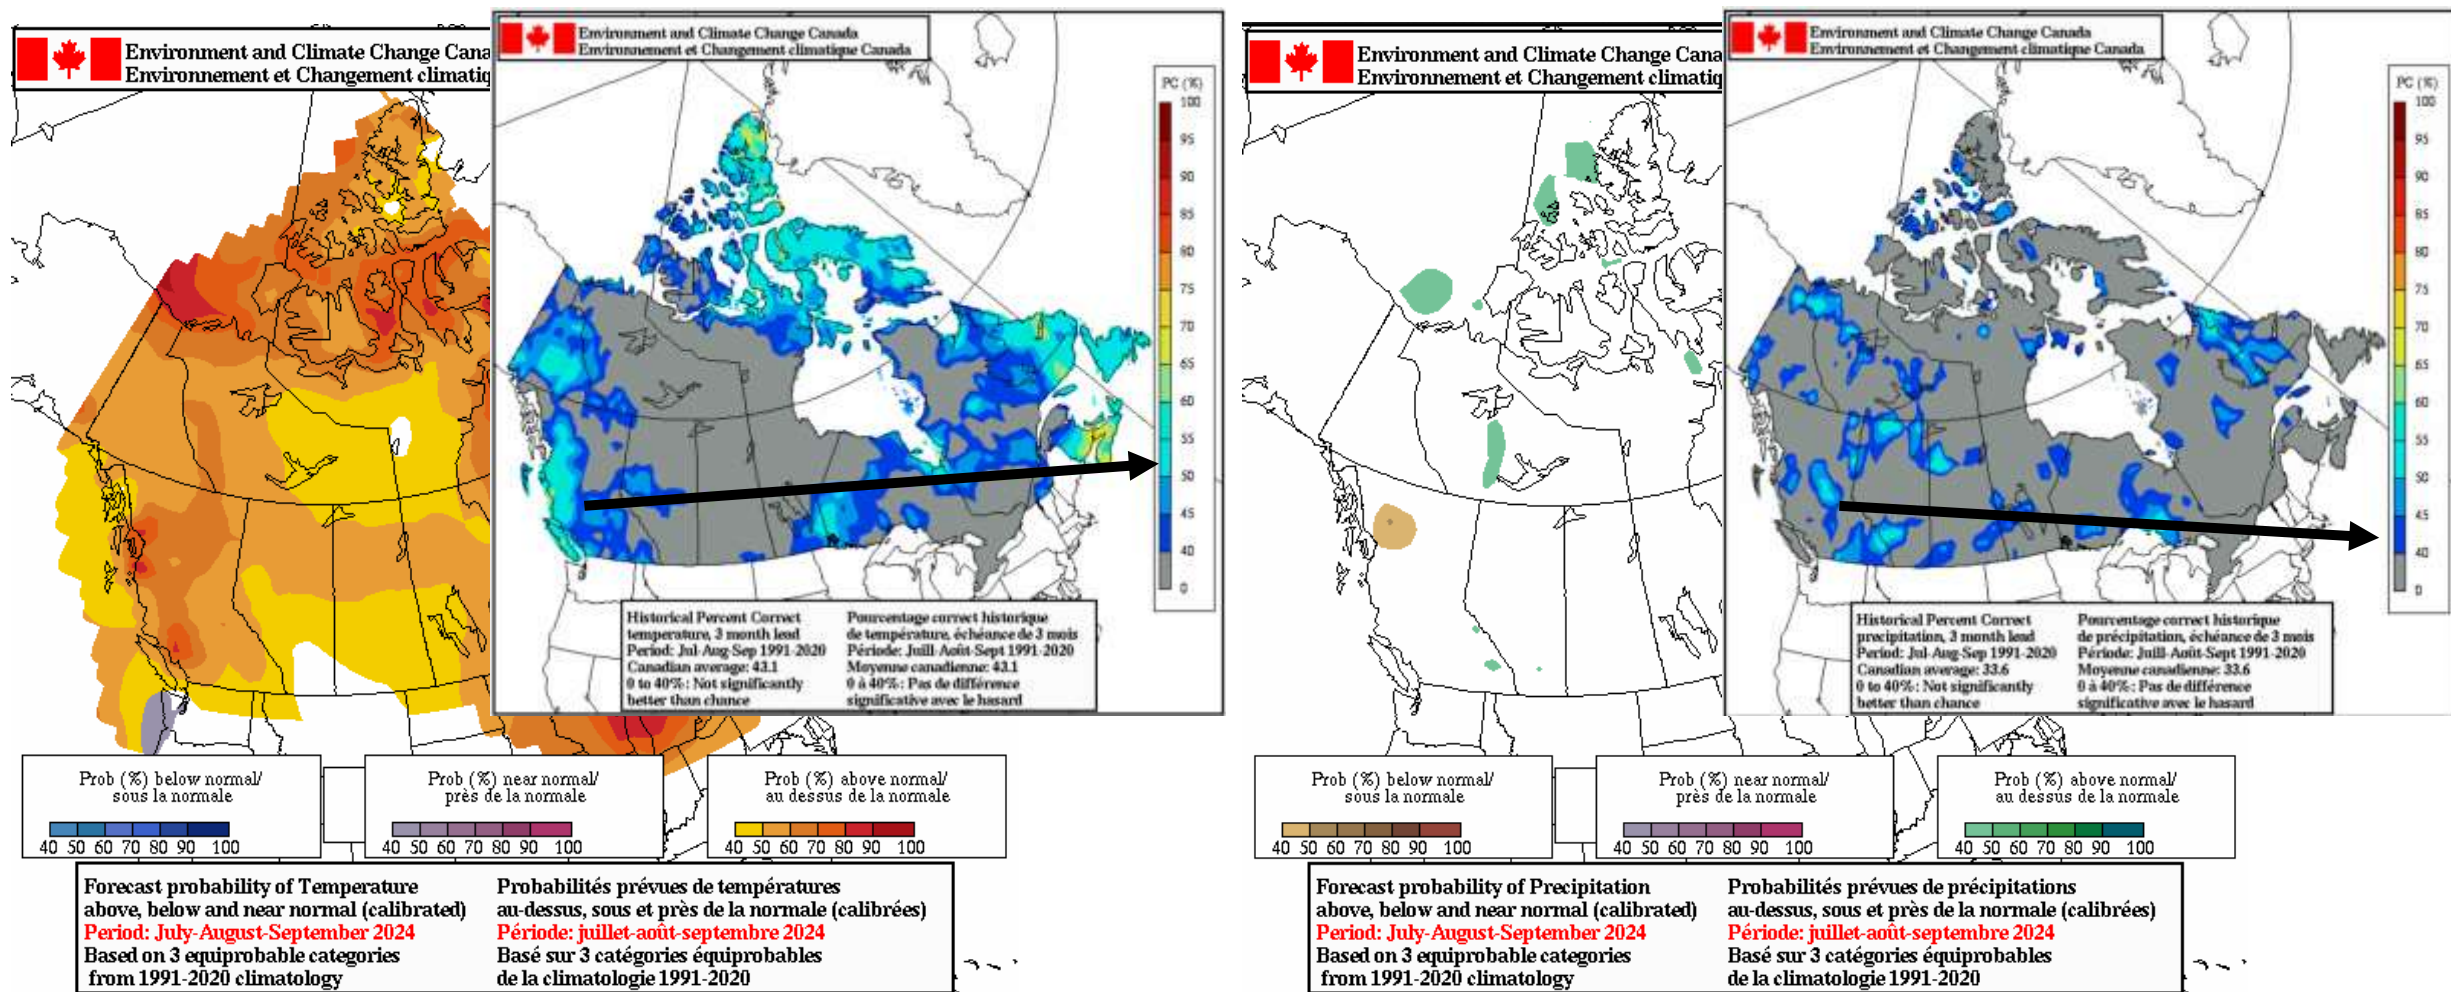 Environment and Climate Change Cana
Environnement et Changement climatiq
Prob (%) below normal/
sous la normale
40 50 60 70 80 90 100
Prob (%) near normal/
près de la normale
40 50 60 70 80 90 100
Prob (%) above normal/
au dessus de la normale
40 50 60 70 80 90 100
Forecast probability of Temperature
above, below and near normal (calibrated)
Period: July-August-September 2024
Based on 3 equiprobable categories
from 1991-2020 climatology
Probabilités prévues de températures
au-dessus, sous et près de la normale (calibrées)
Période: juillet-août-septembre 2024
Basé sur 3 catégories équiprobables
de la climatologie 1991-2020
Environment and Climate Change Canada
Environnement et Changement climatique Canada
PC (%)
100
95
90
85
80
75
70
65
60
55
50
45
40
0
Historical Percent Correct
temperature, 3 month lead
Period: Jul-Aug-Sep 1991-2020
Canadian average: 43.1
0 to 40%: Not significantly
better than chance
Pourcentage correct historique
de température, échéance de 3 mois
Période: Juill-Août-Sept 1991-2020
Moyenne canadienne: 43.1
0 à 40%: Pas de différence
significative avec le hasard
Environment and Climate Change Cana
Environnement et Changement climatiq
Prob (%) below normal/
sous la normale
40 50 60 70 80 90 100
Prob (%) near normal/
près de la normale
40 50 60 70 80 90 100
Prob (%) above normal/
au dessus de la normale
40 50 60 70 80 90 100
Forecast probability of Precipitation
above, below and near normal (calibrated)
Period: July-August-September 2024
Based on 3 equiprobable categories
from 1991-2020 climatology
Probabilités prévues de précipitations
au-dessus, sous et près de la normale (calibrées)
Période: juillet-août-septembre 2024
Basé sur 3 catégories équiprobables
de la climatologie 1991-2020
Environment and Climate Change Canada
Environnement et Changement climatique Canada
PC (%)
100
95
90
85
80
75
70
65
60
55
50
45
40
0
Historical Percent Correct
precipitation, 3 month lead
Period: Jul-Aug-Sep 1991-2020
Canadian average: 33.6
0 to 40%: Not significantly
better than chance
Pourcentage correct historique
de précipitation, échéance de 3 mois
Période: Juill-Août-Sept 1991-2020
Moyenne canadienne: 33.6
0 à 40%: Pas de différence
significative avec le hasard